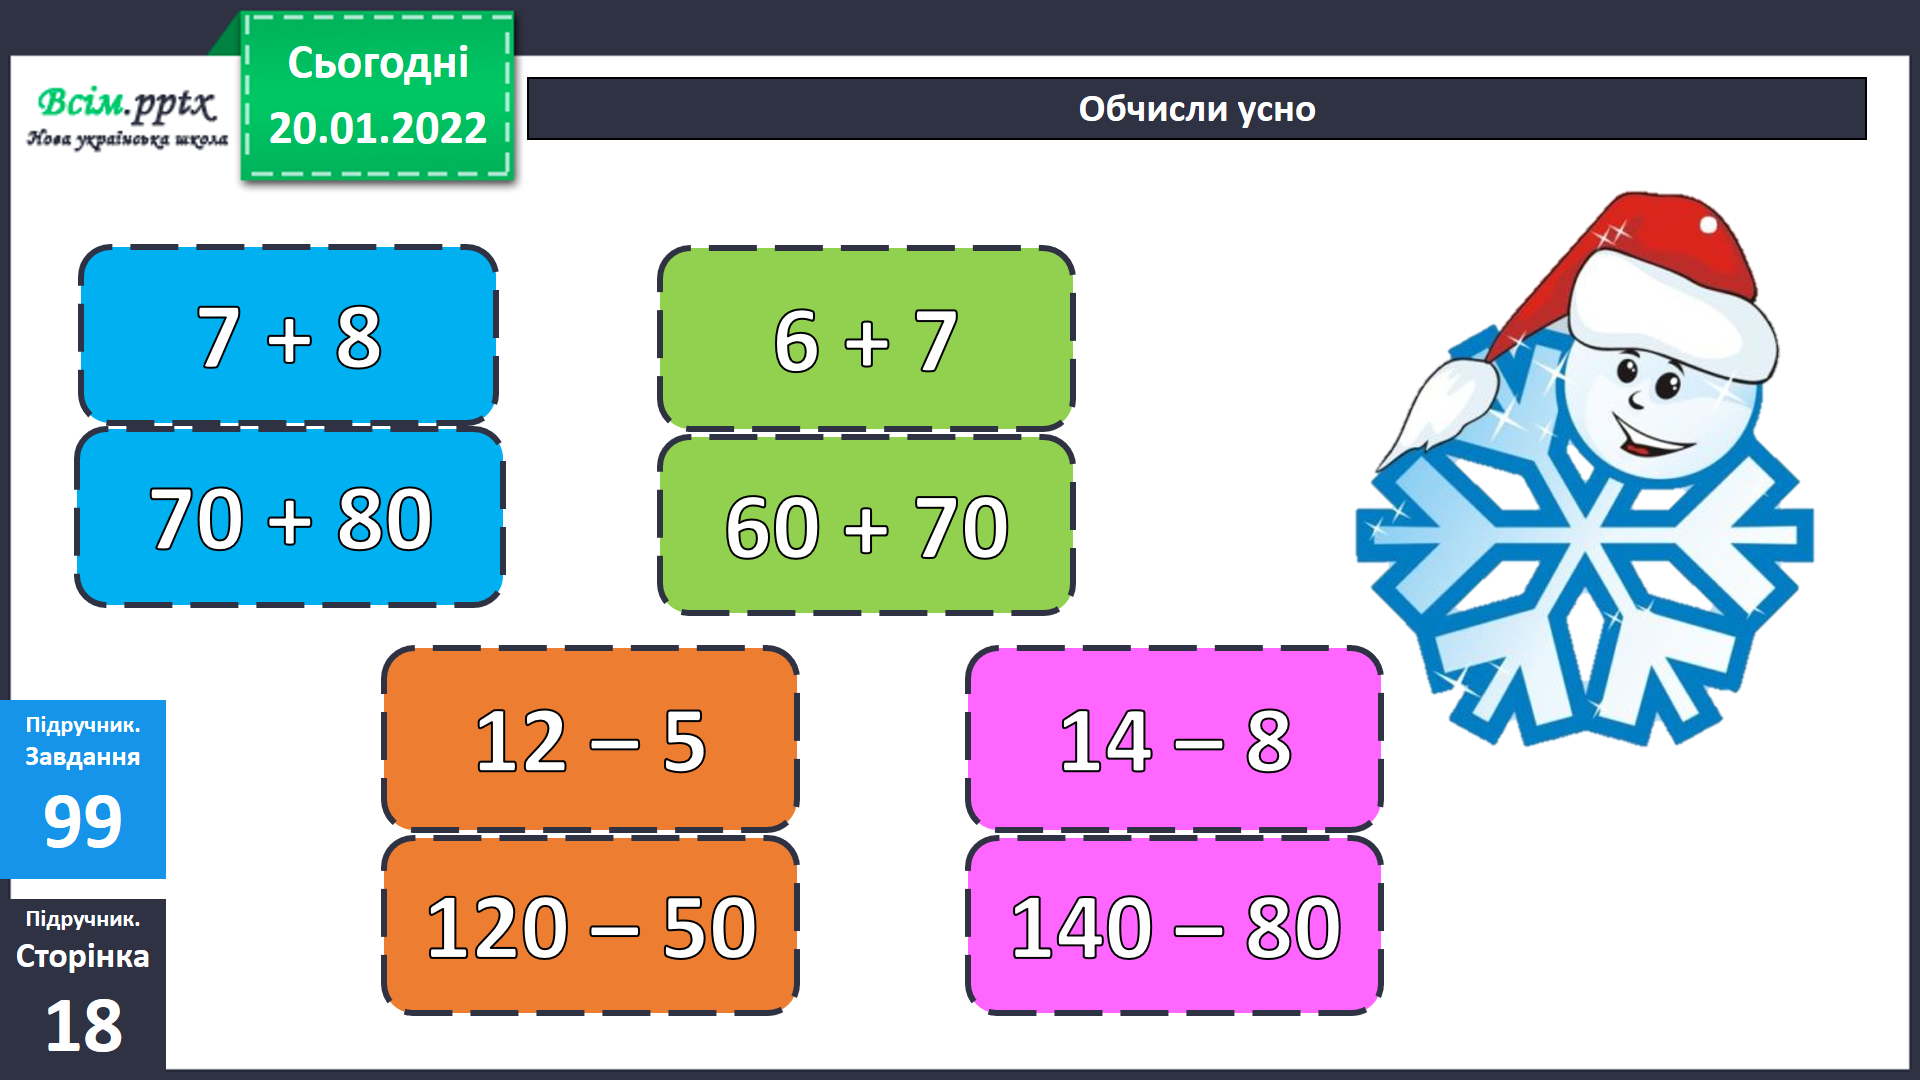 Сьогодні
20.01.2022
Всім.pptx
Нова українська школа
Обчисли усно
7 + 8
70 + 80
6 + 7
60 + 70
12 – 5
120 – 50
14 – 8
140 – 80
Підручник.
Завдання
99
Підручник.
Сторінка
18